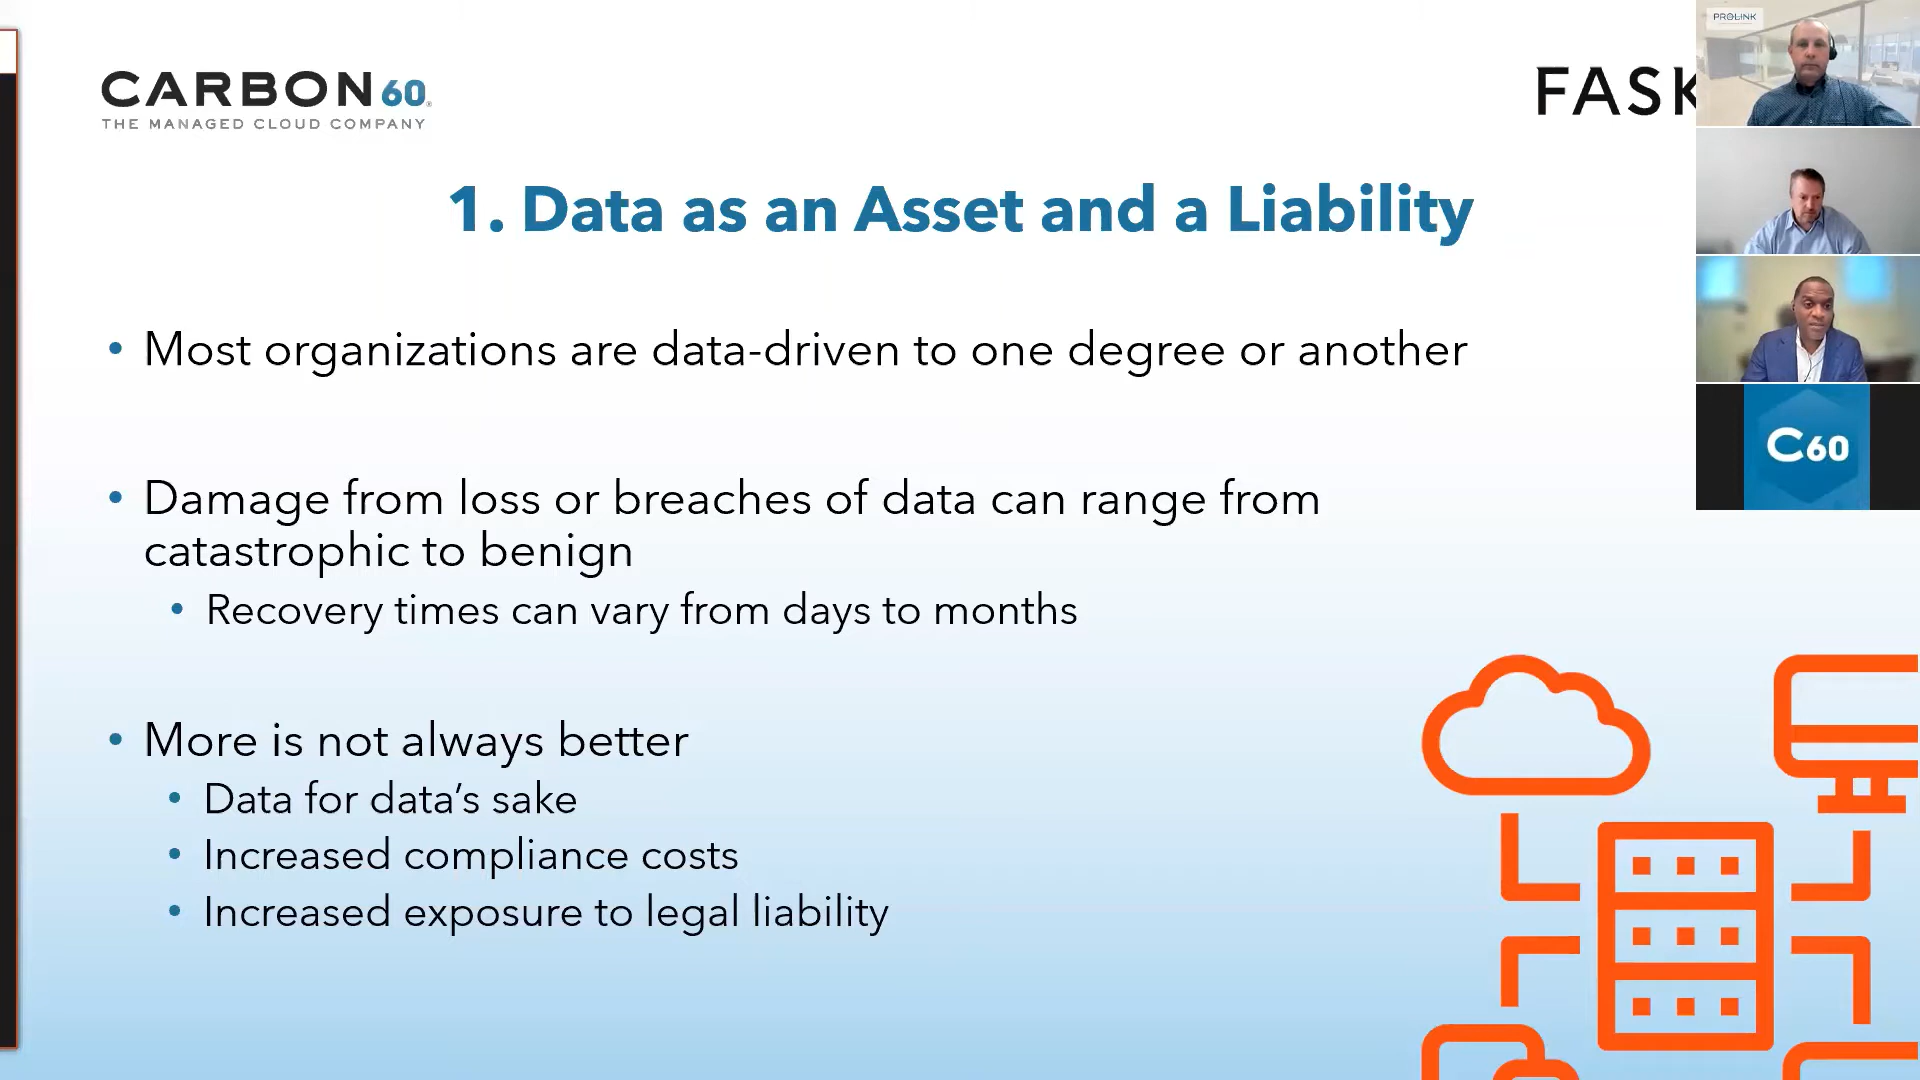 CARBON60
THE MANAGED CLOUD COMPANY
FASK
PROLINK
1. Data as an Asset and a Liability
• Most organizations are data-driven to one degree or another
• Damage from loss or breaches of data can range from
catastrophic to benign
• Recovery times can vary from days to months
• More is not always better
• Data for data’s sake
• Increased compliance costs
• Increased exposure to legal liability
C60